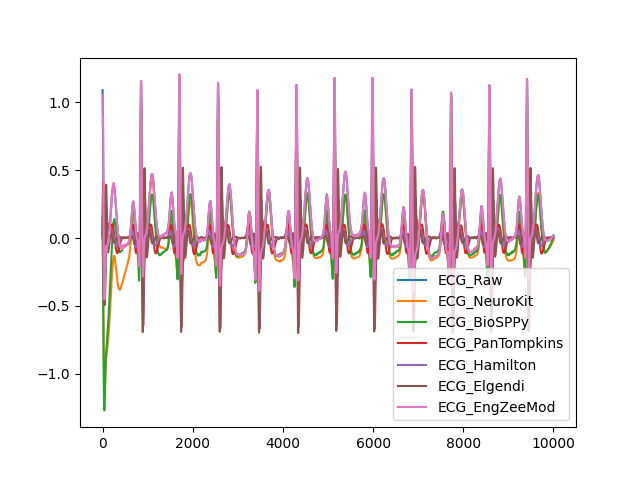 1.0
0.5
0.0
−0.5
−1.0
0
2000
4000
6000
8000
10000
ECG_Raw
ECG_NeuroKit
ECG_BioSPPy
ECG_PanTompkins
ECG_Hamilton
ECG_Elgendi
ECG_EngZeeMod